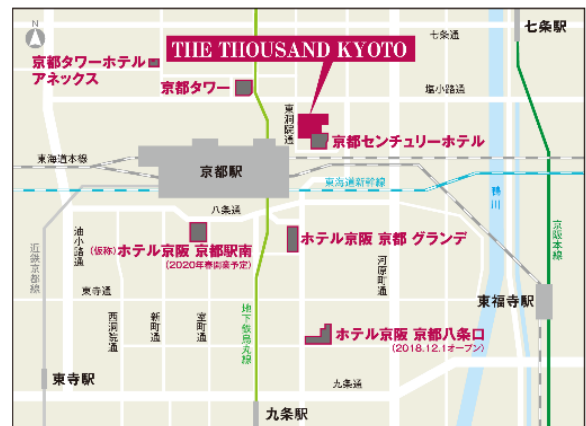 七条駅
七条通
THE THOUSAND KYOTO
京都タワーホテル
アネックス
京都タワー
塩小路通
東洞院通
京都センチュリーホテル
東海道本線
京都駅
東海道新幹線
鴨川
京阪本線
八条通
油小路通
(仮称)ホテル京阪 京都駅南
(2020年春開業予定)
ホテル京阪 京都 グランデ
近鉄京都線
河原町通
東寺通
東福寺駅
西洞院通
新町通
室町通
地下鉄烏丸線
ホテル京阪 京都八条口
(2018.12.1オープン)
東寺駅
九条通
九条駅
N